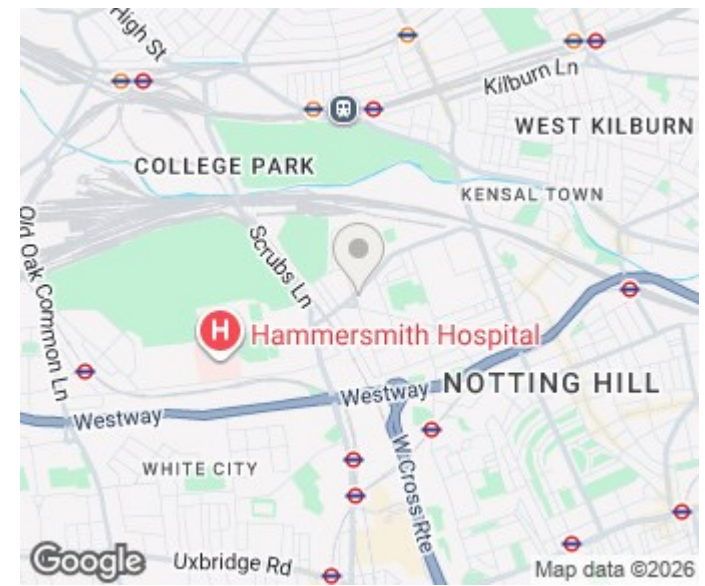 High St
Kilburn Ln
WEST KILBURN
COLLEGE PARK
KENSAL TOWN
Old Oak Common Ln
Scrubs Ln
H
Hammersmith Hospital
NOTTING HILL
Westway
Westway
W Cross Rte
WHITE CITY
Google
Uxbridge Rd
Map data ©2026